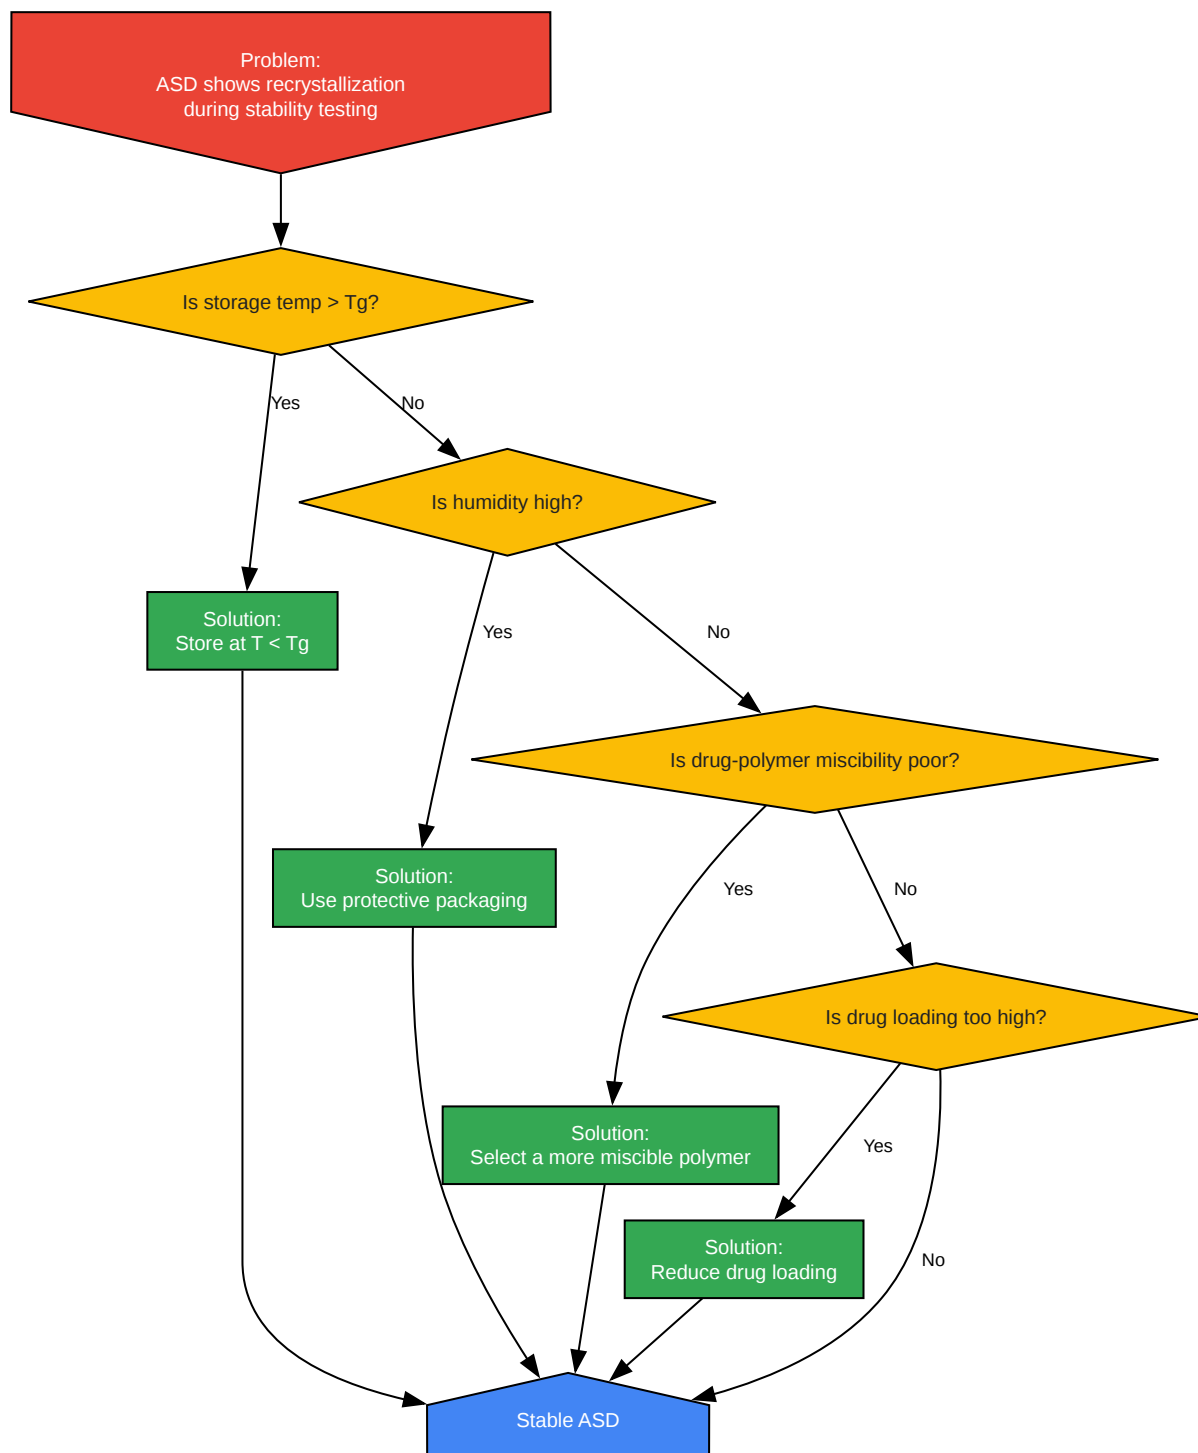 Problem:
ASD shows recrystallization
during stability testing
Is storage temp > Tg?
Yes
No
Is humidity high?
Solution:
Store at T < Tg
Yes
No
Is drug-polymer miscibility poor?
Solution:
Use protective packaging
Yes
No
Is drug loading too high?
Solution:
Select a more miscible polymer
Yes
Solution:
Reduce drug loading
No
Stable ASD